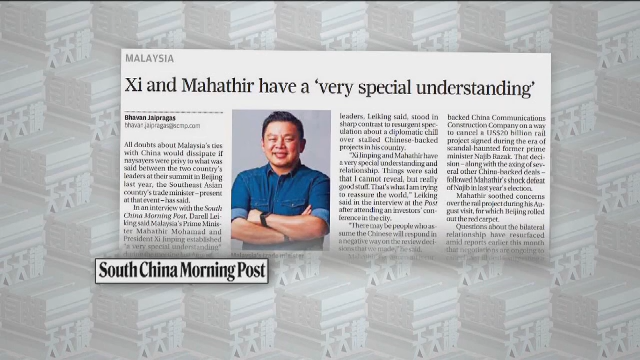 MALAYSIA
Xi and Mahathir have a ‘very special understanding’
Bhavan Jaipragas
bhavan.jaipragas@scmp.com
All doubts about Malaysia’s ties
with China would dissipate if
naysayers were privy to what was
said between the two country’s
leaders at their summit in Beijing
last year, the Southeast Asian
country’s trade minister – present
at that event – has said.
In an interview with the South
China Morning Post, Darell Lei-
king said Malaysia’s Prime Minis-
ter Mahathir Mohamad and
President Xi Jinping established
“a very special understanding”
leaders, Leiking said, stood in
sharp contrast to resurgent spec-
ulation about a diplomatic chill
over stalled Chinese-backed
projects in his country.
“Xi Jinping and Mahathir have
a very special understanding and
relationship. Things were said
that I cannot reveal, but really
good stuff. That’s what I am trying
to reassure the world,” Leiking
said in the interview at the Post
after attending an investors’ con-
ference in the city.
“There may be people who as-
sume the Chinese will respond in
a negative way on the review deci-
sions that we made,” he said.
backed China Communications
Construction Company on a way
to cancel a US$20 billion rail
project signed during the era of
scandal-haunted former prime
minister Najib Razak. That deci-
sion – along with the axing of sev-
eral other China-backed deals –
followed Mahathir’s shock defeat
of Najib in last year’s election.
Mahathir soothed concerns
over the rail project during his Au-
gust visit, for which Beijing rolled
out the red carpet.
Questions about the bilateral
relationship have resurfaced
amid reports earlier this month
South China Morning Post